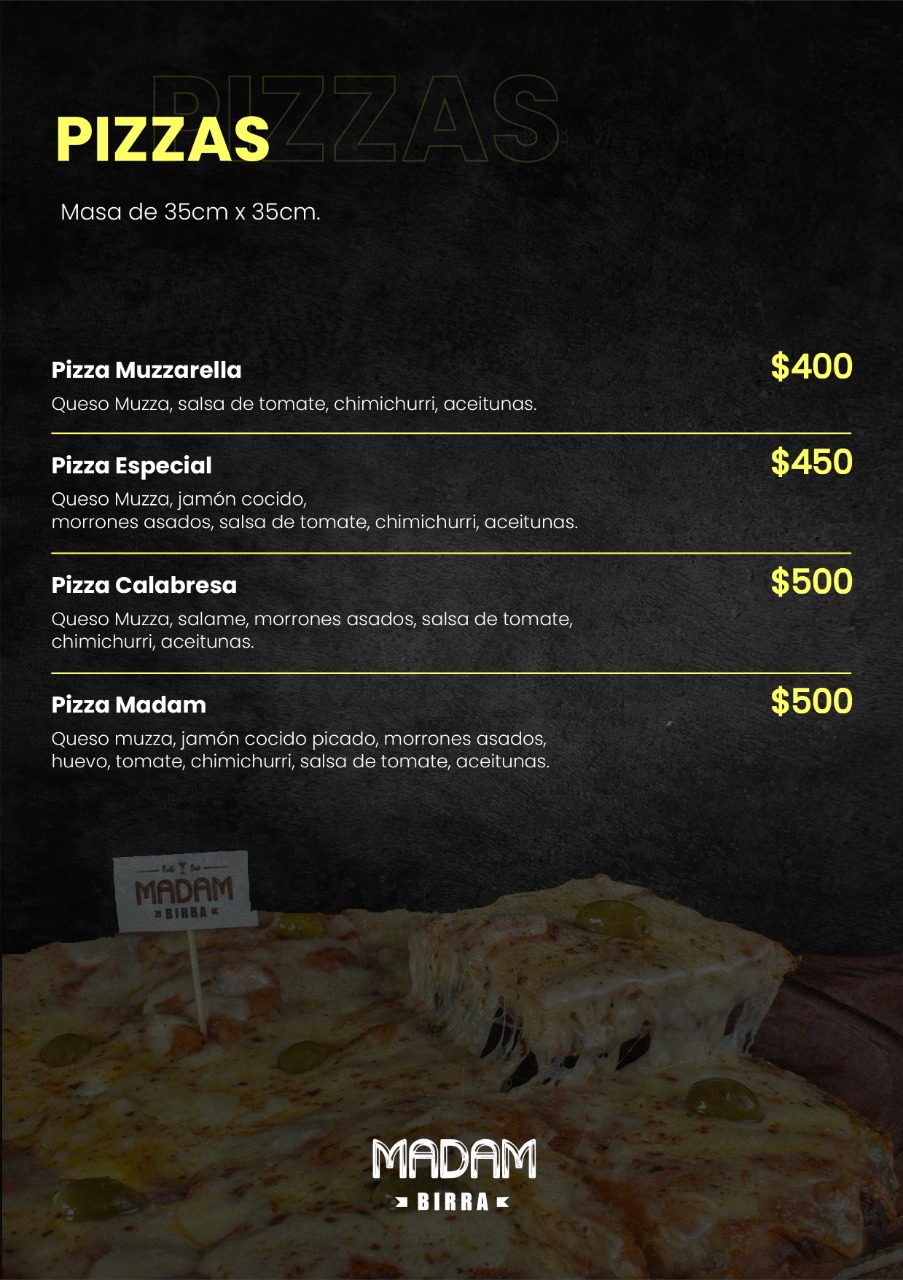 PIZZAS
PIZZAS
Masa de 35cm x 35cm.
Pizza Muzzarella
$400
Queso Muzza, salsa de tomate, chimichurri, aceitunas.
Pizza Especial
$450
Queso Muzza, jamón cocido,
morrones asados, salsa de tomate, chimichurri, aceitunas.
Pizza Calabresa
$500
Queso Muzza, salame, morrones asados, salsa de tomate,
chimichurri, aceitunas.
Pizza Madam
$500
Queso muzza, jamón cocido picado, morrones asados,
huevo, tomate, chimichurri, salsa de tomate, aceitunas.
MADAM
BIRRA
MADAM
BIRRA